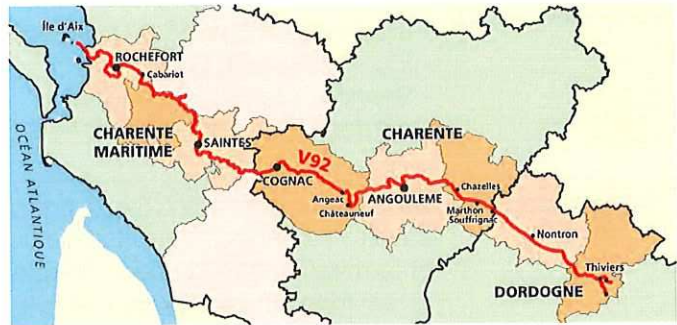 Île d'Aix
ROCHEFORT
Cabariot
OCÉAN ATLANTIQUE
CHARENTE
MARITIME
SAINTES
V92
CHARENTE
COGNAC
Angeac
Châteauneuf
ANGOULEME
Chazelles
Marthon
Souffrignac
Nontron
Thiviers
DORDOGNE